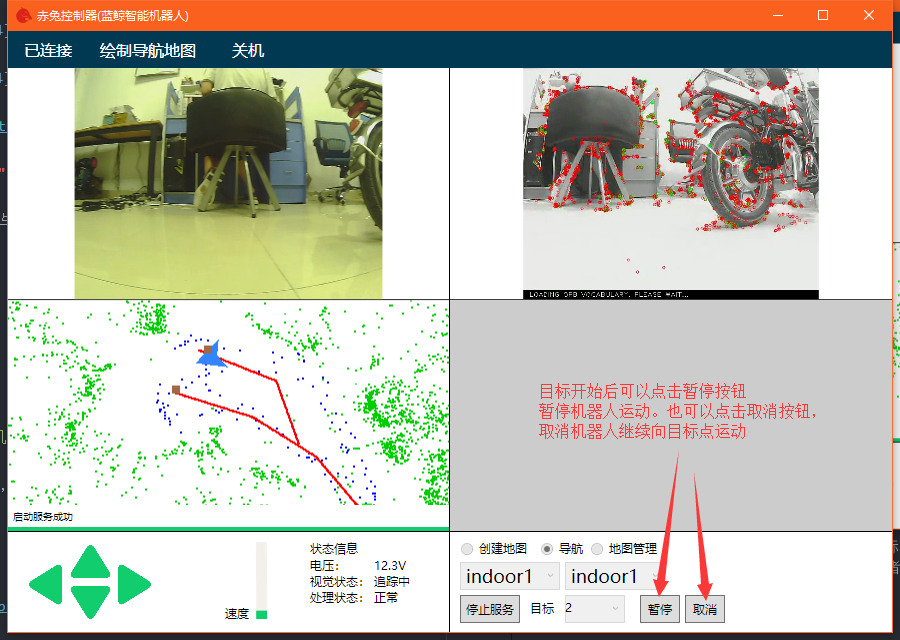 赤兔控制器(蓝鲸智能机器人)
已连接 绘制导航地图 关机
LOADING ORB VOCABULARY. PLEASE WAIT...
目标开始后可以点击暂停按钮
暂停机器人运动。也可以点击取消按钮，
取消机器人继续向目标点运动
启动服务成功
状态信息
电压： 12.3V
视觉状态： 追踪中
处理状态： 正常
速度
创建地图 导航 地图管理
indoor1 indoor1
停止服务 目标 2 暂停 取消